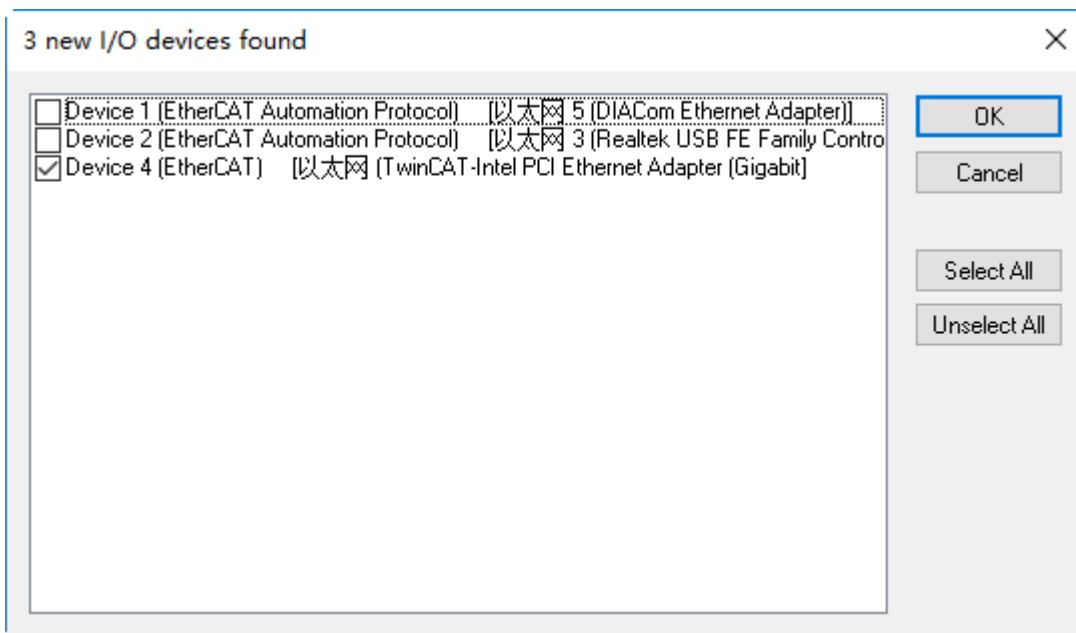 3 new I/O devices found
Device 1 (EtherCAT Automation Protocol) [以太网 5 (DIACom Ethernet Adapter)]
Device 2 (EtherCAT Automation Protocol) [以太网 3 (Realtek USB FE Family Contro
Device 4 (EtherCAT) [以太网 (TwinCAT-Intel PCI Ethernet Adapter (Gigabit]
OK
Cancel
Select All
Unselect All